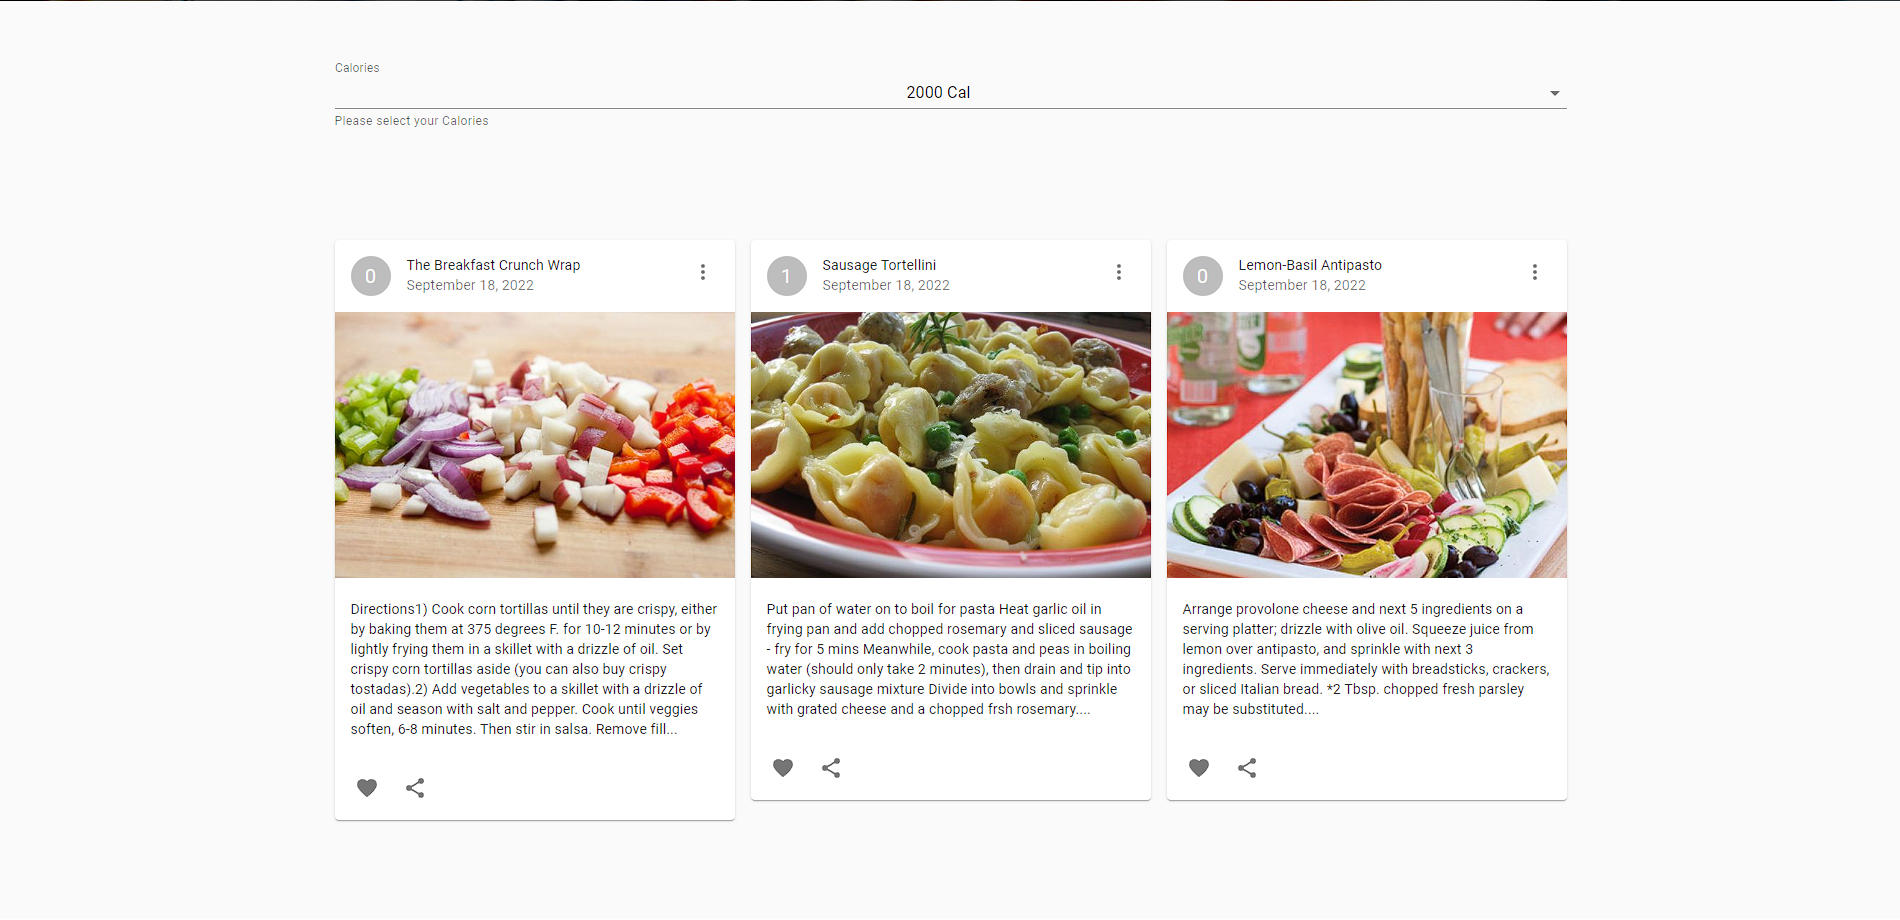 Calories
2000 Cal
Please select your Calories
0
The Breakfast Crunch Wrap
September 18, 2022
Directions1) Cook corn tortillas until they are crispy, either
by baking them at 375 degrees F. for 10-12 minutes or by
lightly frying them in a skillet with a drizzle of oil. Set
crispy corn tortillas aside (you can also buy crispy
tostadas).2) Add vegetables to a skillet with a drizzle of
oil and season with salt and pepper. Cook until veggies
soften, 6-8 minutes. Then stir in salsa. Remove fill...
1
Sausage Tortellini
September 18, 2022
Put pan of water on to boil for pasta Heat garlic oil in
frying pan and add chopped rosemary and sliced sausage
- fry for 5 mins Meanwhile, cook pasta and peas in boiling
water (should only take 2 minutes), then drain and tip into
garlicky sausage mixture Divide into bowls and sprinkle
with grated cheese and a chopped frsh rosemary....
0
Lemon-Basil Antipasto
September 18, 2022
Arrange provolone cheese and next 5 ingredients on a
serving platter; drizzle with olive oil. Squeeze juice from
lemon over antipasto, and sprinkle with next 3
ingredients. Serve immediately with breadsticks, crackers,
or sliced Italian bread. *2 Tbsp. chopped fresh parsley
may be substituted....